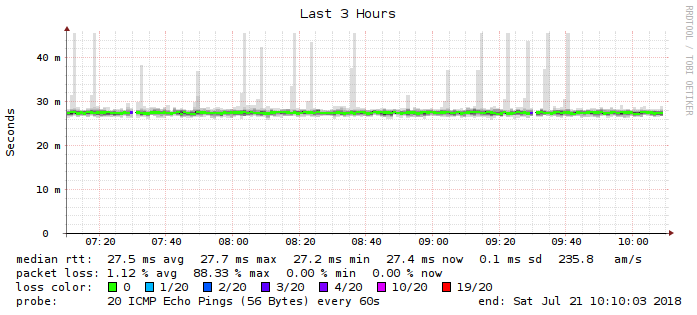 Last 3 Hours
RRDTOOL / TOBI OETIKER
Seconds
40 m
30 m
20 m
10 m
0
07:20 07:40 08:00 08:20 08:40 09:00 09:20 09:40 10:00
median rtt: 27.5 ms avg 27.7 ms max 27.2 ms min 27.4 ms now 0.1 ms sd 235.8 am/s
packet loss: 1.12 % avg 88.33 % max 0.00 % min 0.00 % now
loss color: 0 1/20 2/20 3/20 4/20 10/20 19/20
probe: 20 ICMP Echo Pings (56 Bytes) every 60s end: Sat Jul 21 10:10:03 2018